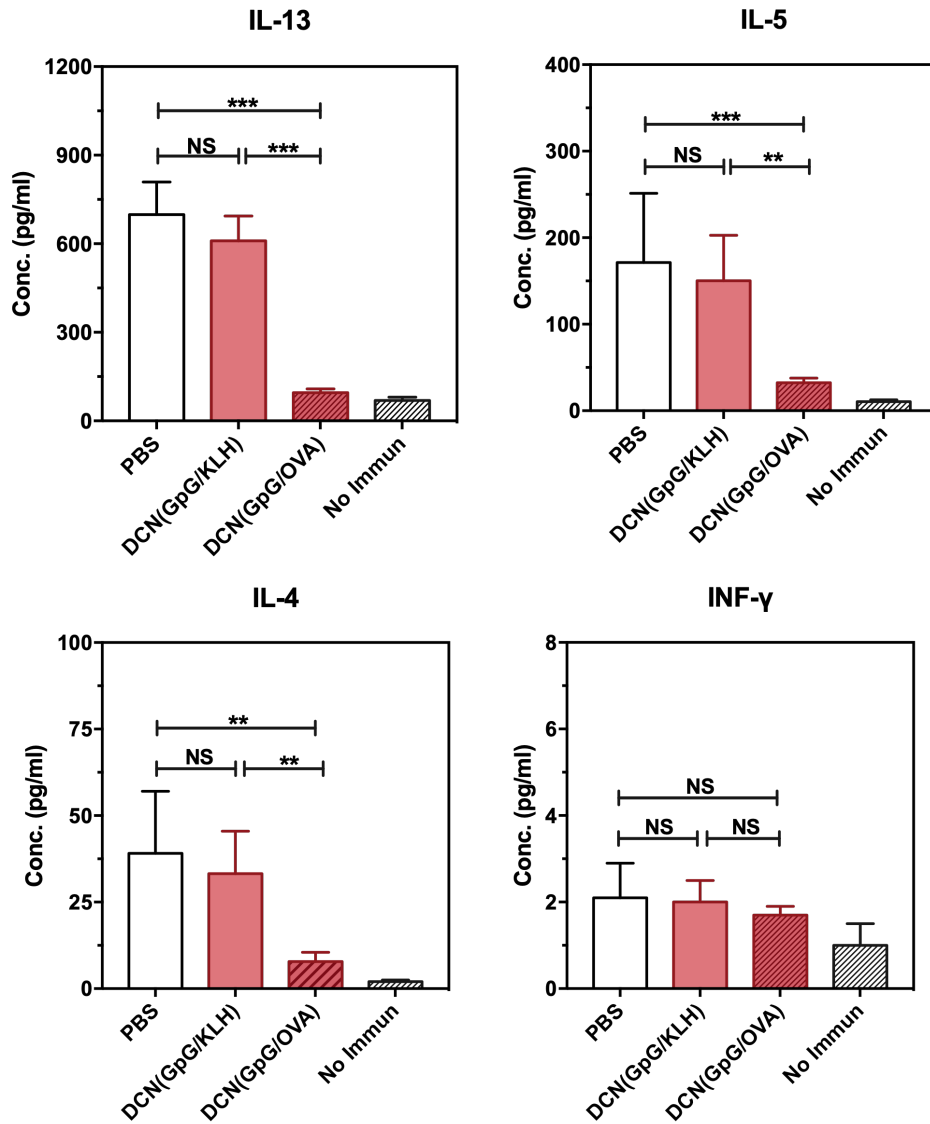 IL-13
1200
900
600
300
0
Conc. (pg/ml)
***
NS
***
PBS
DCN(GpG/KLH)
DCN(GpG/OVA)
No Immun
IL-5
400
300
200
100
0
Conc. (pg/ml)
***
NS
**
PBS
DCN(GpG/KLH)
DCN(GpG/OVA)
No Immun
IL-4
100
75
50
25
0
Conc. (pg/ml)
**
NS
**
PBS
DCN(GpG/KLH)
DCN(GpG/OVA)
No Immun
INF-γ
8
6
4
2
0
Conc. (pg/ml)
NS
NS
NS
PBS
DCN(GpG/KLH)
DCN(GpG/OVA)
No Immun